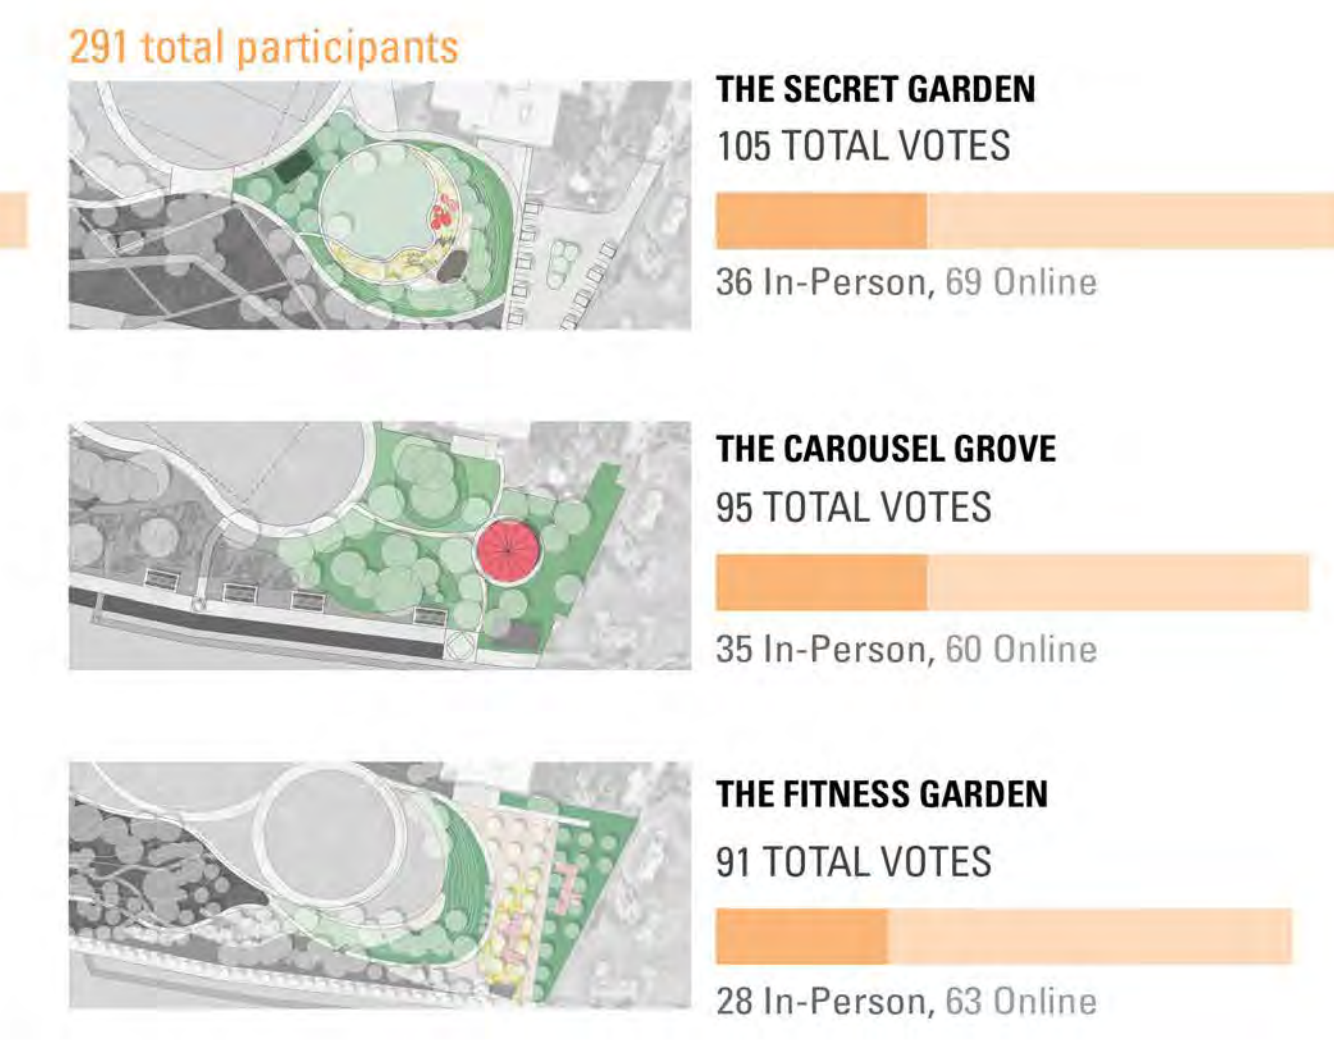 291 total participants
THE SECRET GARDEN
105 TOTAL VOTES
36 In-Person, 69 Online
THE CAROUSEL GROVE
95 TOTAL VOTES
35 In-Person, 60 Online
THE FITNESS GARDEN
91 TOTAL VOTES
28 In-Person, 63 Online